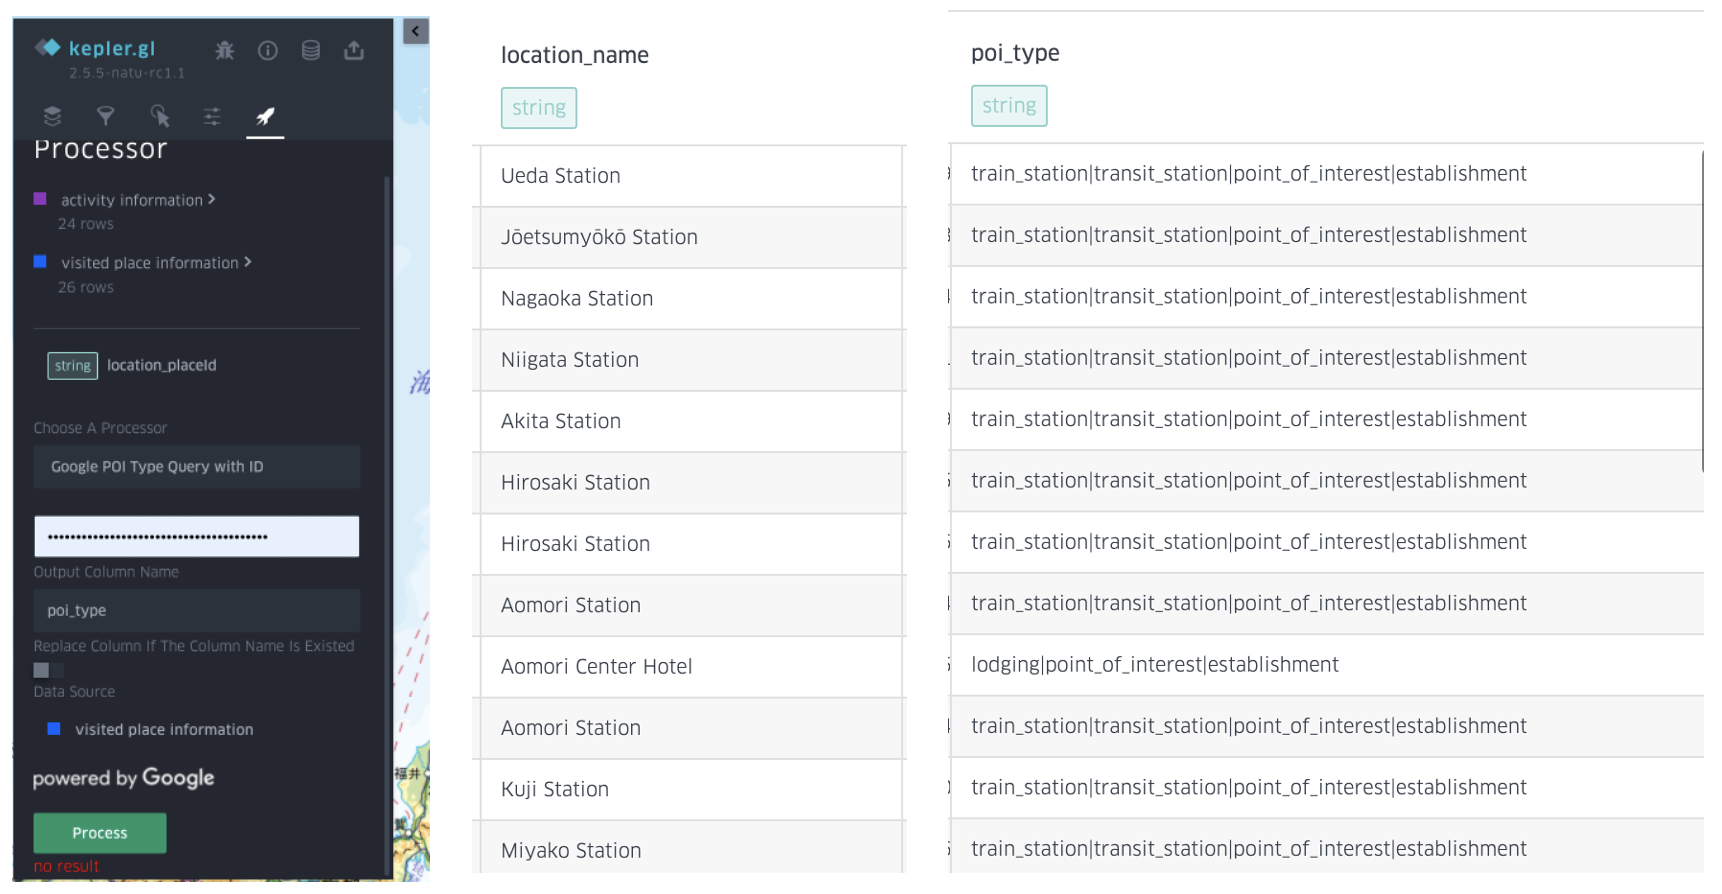 kepler.gl
2.5.5-natu-rc1.1
Processor
activity information
24 rows
visited place information
26 rows
string location_placeId
Choose A Processor
Google POI Type Query with ID
••••••••••••••••••••••••••••••••••••••
Output Column Name
poi_type
Replace Column If The Column Name Is Existed
Data Source
visited place information
powered by Google
Process
no result
海
福井
location_name
string
Ueda Station
Jōetsumyōkō Station
Nagaoka Station
Niigata Station
Akita Station
Hirosaki Station
Hirosaki Station
Aomori Station
Aomori Center Hotel
Aomori Station
Kuji Station
Miyako Station
poi_type
string
train_station|transit_station|point_of_interest|establishment
train_station|transit_station|point_of_interest|establishment
train_station|transit_station|point_of_interest|establishment
train_station|transit_station|point_of_interest|establishment
train_station|transit_station|point_of_interest|establishment
train_station|transit_station|point_of_interest|establishment
train_station|transit_station|point_of_interest|establishment
train_station|transit_station|point_of_interest|establishment
lodging|point_of_interest|establishment
train_station|transit_station|point_of_interest|establishment
train_station|transit_station|point_of_interest|establishment
train_station|transit_station|point_of_interest|establishment